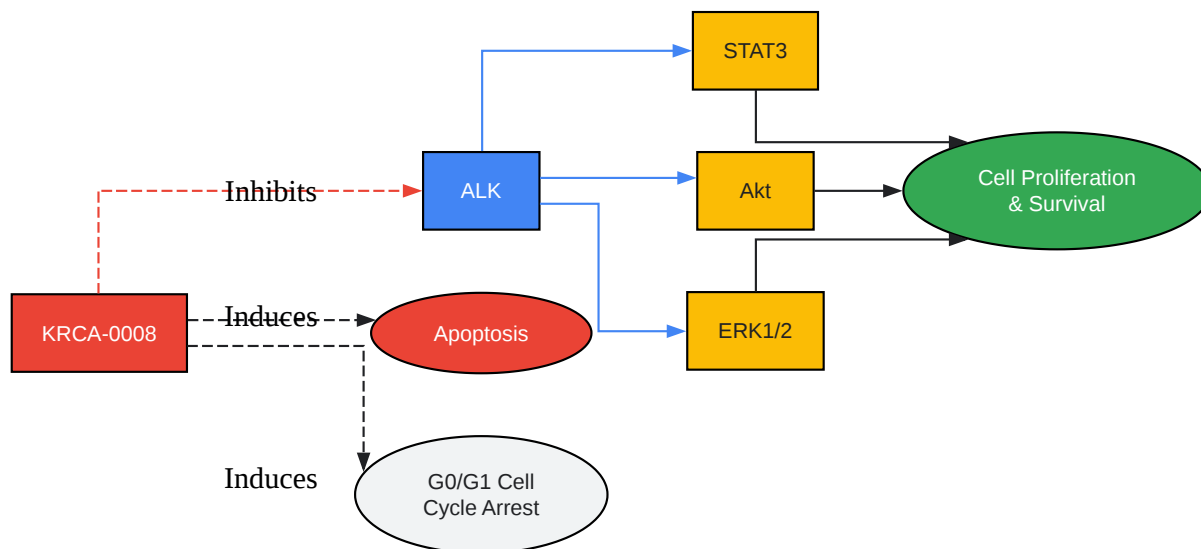 STAT3
Cell Proliferation
& Survival
Inhibits
ALK
Akt
KRCA-0008
Induces
Apoptosis
ERK1/2
Induces
G0/G1 Cell
Cycle Arrest